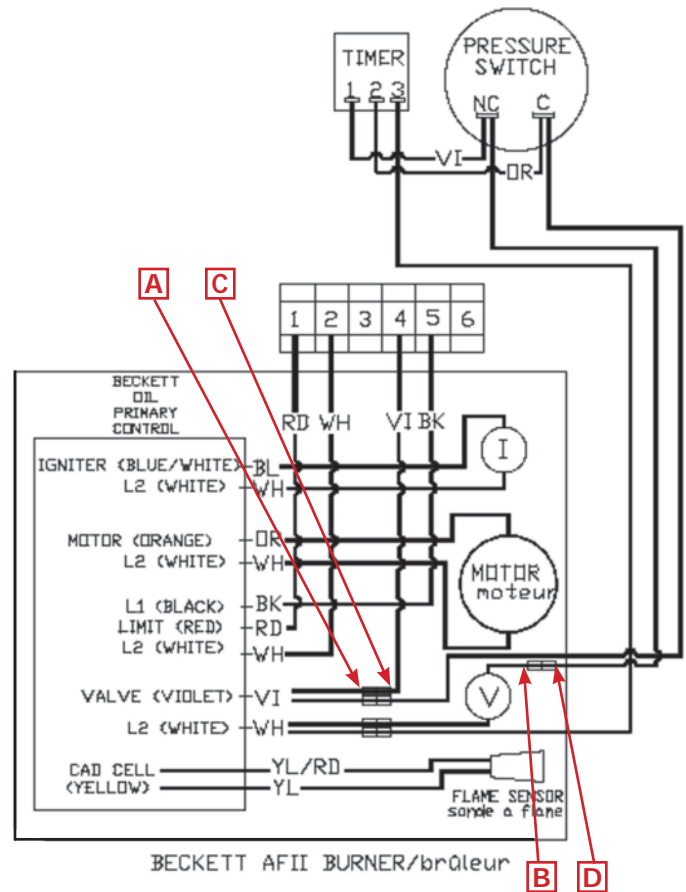 TIMER
1 2 3
PRESSURE
SWITCH
NC C
VI
OR
A C
1 2 3 4 5 6
BECKETT
OIL
PRIMARY
CONTROL
RD WH VI BK
IGNITER (BLUE/WHITE) BL
I
L2 (WHITE) WH
MOTOR (ORANGE) OR
L2 (WHITE) WH
MOTOR
moteur
L1 (BLACK) BK
LIMIT (RED) RD
L2 (WHITE) WH
VALVE (VIOLET) VI
V
L2 (WHITE) WH
CAD CELL YL/RD
(YELLOW) YL
FLAME SENSOR
sonde a flame
BECKETT AFII BURNER/brûleur
B D